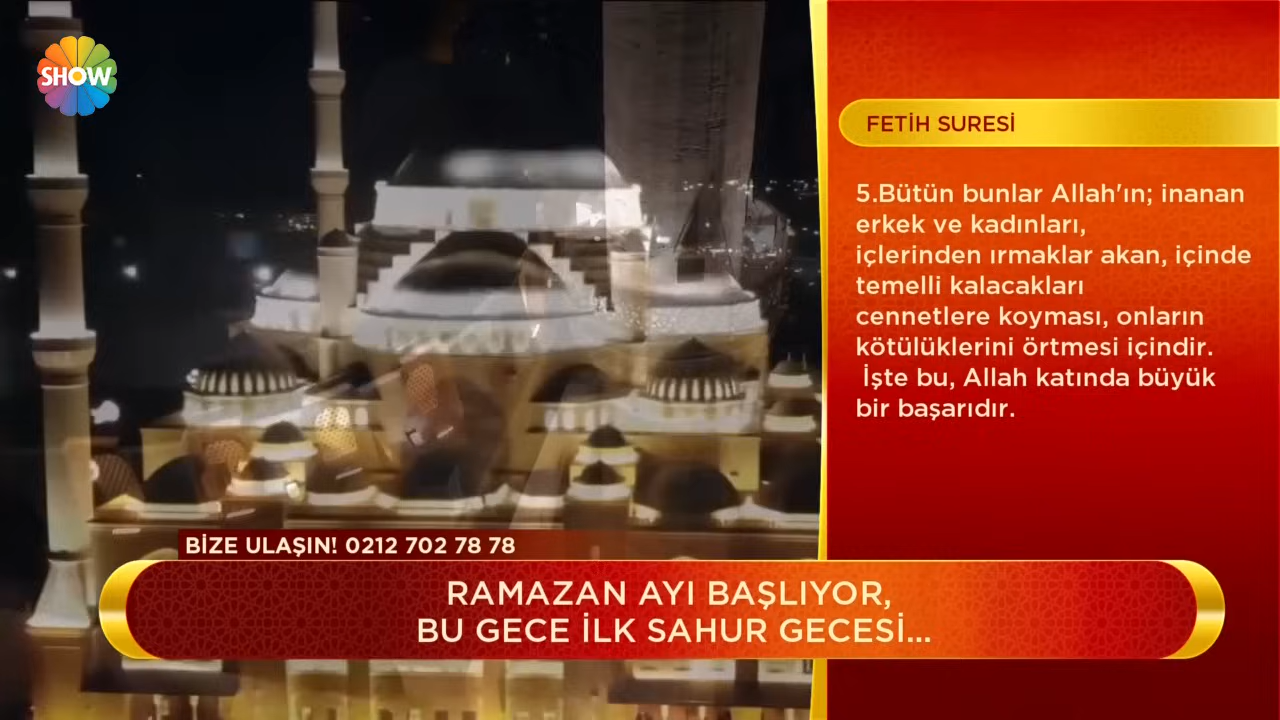 SHOW
FETİH SURESİ
5.Bütün bunlar Allah'ın; inanan
erkek ve kadınları,
içlerinden ırmaklar akan, içinde
temelli kalacakları
cennetlere koyması, onların
kötülüklerini örtmesi içindir.
İşte bu, Allah katında büyük
bir başarıdır.
BİZE ULAŞIN! 0212 702 78 78
RAMAZAN AYI BAŞLIYOR,
BU GECE İLK SAHUR GECESİ...